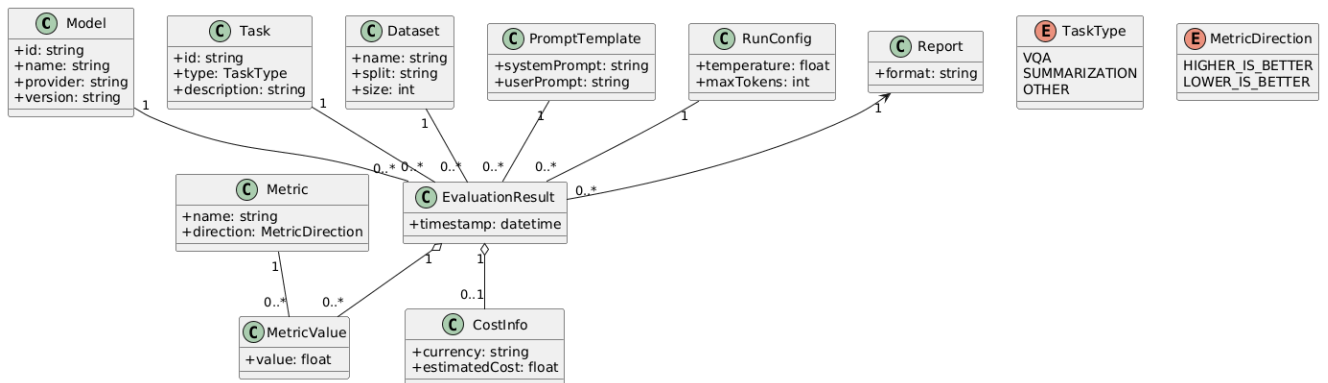 C Model
+id: string
+name: string
+provider: string
+version: string
C Task
+id: string
+type: TaskType
+description: string
C Dataset
+name: string
+split: string
+size: int
C PromptTemplate
+systemPrompt: string
+userPrompt: string
C RunConfig
+temperature: float
+maxTokens: int
C Report
+format: string
E TaskType
VQA
SUMMARIZATION
OTHER
E MetricDirection
HIGHER_IS_BETTER
LOWER_IS_BETTER
1
1
1
1
1
1
0..*
0..*
0..*
0..*
0..*
0..*
C Metric
+name: string
+direction: MetricDirection
C EvaluationResult
+timestamp: datetime
1
1
1
0..*
0..*
0..1
C MetricValue
+value: float
C CostInfo
+currency: string
+estimatedCost: float